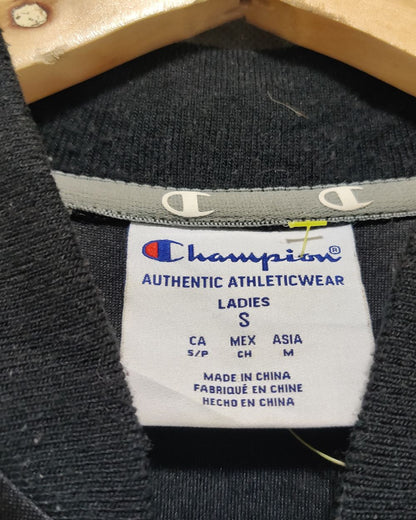 Champion®
AUTHENTIC ATHLETICWEAR
LADIES
S
CA MEX ASIA
S/P CH M
MADE IN CHINA
FABRIQUÉ EN CHINE
HECHO EN CHINA